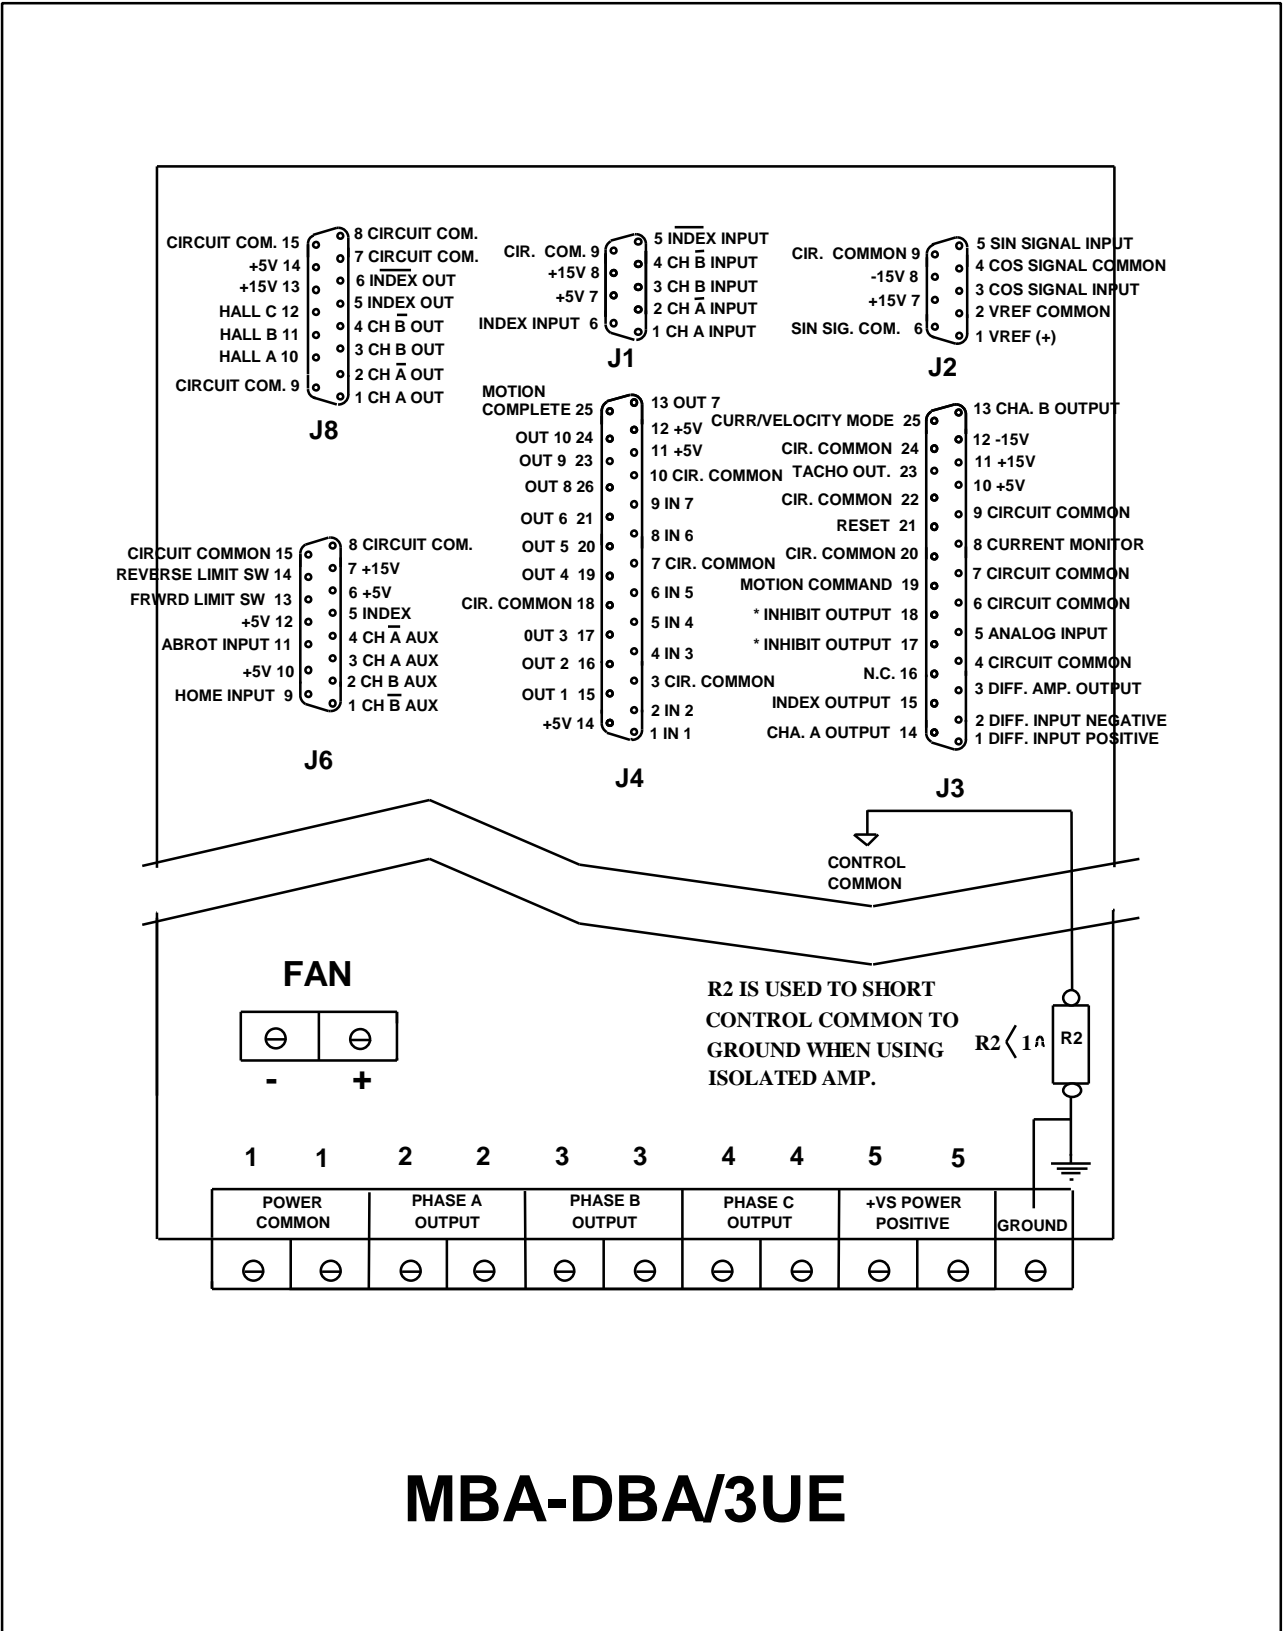 CIRCUIT COM. 15
+5V 14
+15V 13
HALL C 12
HALL B 11
HALL A 10
CIRCUIT COM. 9
8 CIRCUIT COM.
7 CIRCUIT COM.
6 I̅N̅D̅E̅X̅ OUT
5 INDEX OUT
4 CH B̅ OUT
3 CH B OUT
2 CH A̅ OUT
1 CH A OUT
J8
CIR. COM. 9
+15V 8
+5V 7
INDEX INPUT 6
5 I̅N̅D̅E̅X̅ INPUT
4 CH B̅ INPUT
3 CH B INPUT
2 CH A̅ INPUT
1 CH A INPUT
J1
CIR. COMMON 9
-15V 8
+15V 7
SIN SIG. COM. 6
5 SIN SIGNAL INPUT
4 COS SIGNAL COMMON
3 COS SIGNAL INPUT
2 VREF COMMON
1 VREF (+)
J2
CIRCUIT COMMON 15
REVERSE LIMIT SW 14
FRWRD LIMIT SW 13
+5V 12
ABROT INPUT 11
+5V 10
HOME INPUT 9
8 CIRCUIT COM.
7 +15V
6 +5V
5 INDEX
4 CH A̅ AUX
3 CH A AUX
2 CH B AUX
1 CH B̅ AUX
J6
MOTION
COMPLETE 25
OUT 10 24
OUT 9 23
OUT 8 26
OUT 6 21
OUT 5 20
OUT 4 19
CIR. COMMON 18
0UT 3 17
OUT 2 16
OUT 1 15
+5V 14
13 OUT 7
12 +5V
11 +5V
10 CIR. COMMON
9 IN 7
8 IN 6
7 CIR. COMMON
6 IN 5
5 IN 4
4 IN 3
3 CIR. COMMON
2 IN 2
1 IN 1
J4
CURR/VELOCITY MODE 25
CIR. COMMON 24
TACHO OUT. 23
CIR. COMMON 22
RESET 21
CIR. COMMON 20
MOTION COMMAND 19
* INHIBIT OUTPUT 18
* INHIBIT OUTPUT 17
N.C. 16
INDEX OUTPUT 15
CHA. A OUTPUT 14
13 CHA. B OUTPUT
12 -15V
11 +15V
10 +5V
9 CIRCUIT COMMON
8 CURRENT MONITOR
7 CIRCUIT COMMON
6 CIRCUIT COMMON
5 ANALOG INPUT
4 CIRCUIT COMMON
3 DIFF. AMP. OUTPUT
2 DIFF. INPUT NEGATIVE
1 DIFF. INPUT POSITIVE
J3
CONTROL
COMMON
FAN
- +
R2 IS USED TO SHORT
CONTROL COMMON TO
GROUND WHEN USING
ISOLATED AMP.
R2 < 1Ω
R2
1 1 2 2 3 3 4 4 5 5
POWER
COMMON
PHASE A
OUTPUT
PHASE B
OUTPUT
PHASE C
OUTPUT
+VS POWER
POSITIVE
GROUND
MBA-DBA/3UE